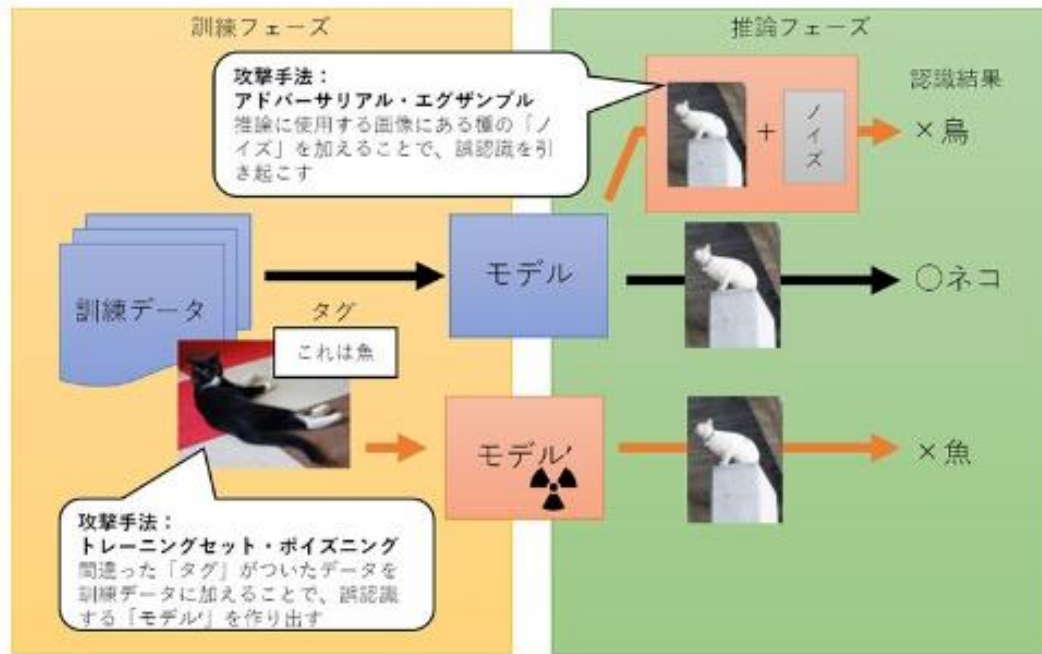 訓練フェーズ
推論フェーズ
攻撃手法：
アドバーサリアル・エグザンプル
推論に使用する画像にある種の「ノ
イズ」を加えることで、誤認識を引
き起こす
＋
ノイズ
認識結果
×鳥
訓練データ
モデル
〇ネコ
タグ
これは魚
モデル′
×魚
攻撃手法：
トレーニングセット・ポイズニング
間違った「タグ」がついたデータを
訓練データに加えることで、誤認識
する「モデル′」を作り出す